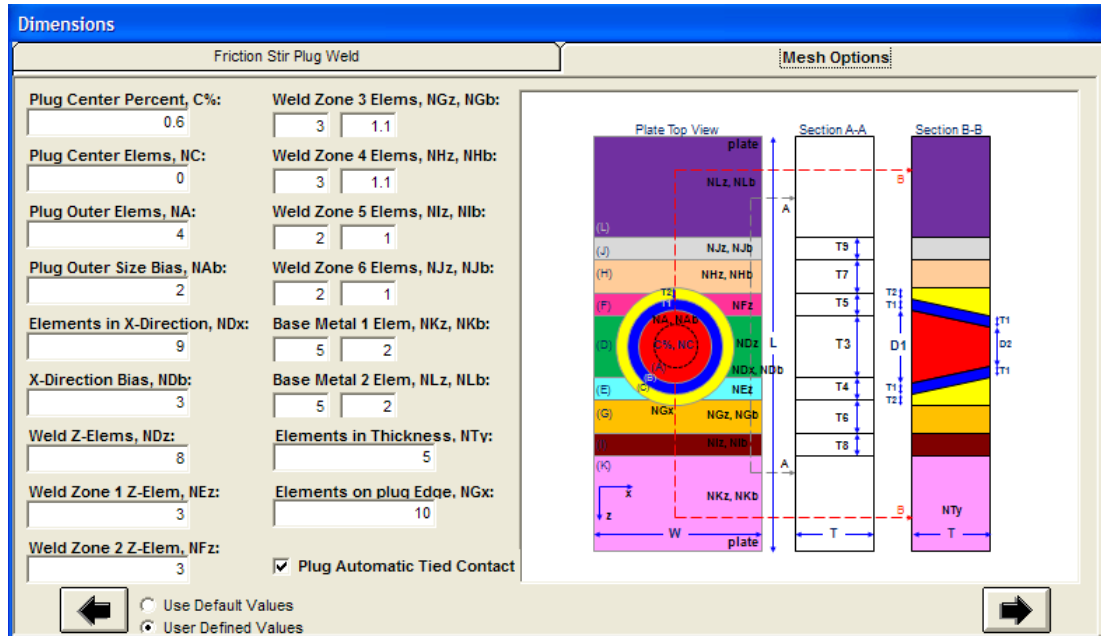 Dimensions
Friction Stir Plug Weld
Mesh Options
Plug Center Percent, C%:
0.6
Plug Center Elems, NC:
0
Plug Outer Elems, NA:
4
Plug Outer Size Bias, NAb:
2
Elements in X-Direction, NDx:
9
X-Direction Bias, NDb:
3
Weld Z-Elems, NDz:
8
Weld Zone 1 Z-Elem, NEz:
3
Weld Zone 2 Z-Elem, NFz:
3
Weld Zone 3 Elems, NGz, NGb:
3 1.1
Weld Zone 4 Elems, NHz, NHb:
3 1.1
Weld Zone 5 Elems, NIz, NIb:
2 1
Weld Zone 6 Elems, NJz, NJb:
2 1
Base Metal 1 Elem, NKz, NKb:
5 2
Base Metal 2 Elem, NLz, NLb:
5 2
Elements in Thickness, NTy:
5
Elements on plug Edge, NGx:
10
Plug Automatic Tied Contact
Use Default Values
User Defined Values
Plate Top View
Section A-A
Section B-B
plate
NLz, NLb
B
A
(L)
(J)
NJz, NJb
T9
(H)
NHz, NHb
T7
T2
T1
(F)
NFz
T5
T2
T1
NA, NAb
(D)
C%, NC
NDz
L
T3
D1
T1
D2
T1
(A)
NDx, NDb
(B)
(C)
(E)
NEz
T4
T1
T2
(G)
NGx
NGz, NGb
T6
(I)
NIz, NIb
T8
(K)
A
x
z
NKz, NKb
B
NTy
W
T
T
plate